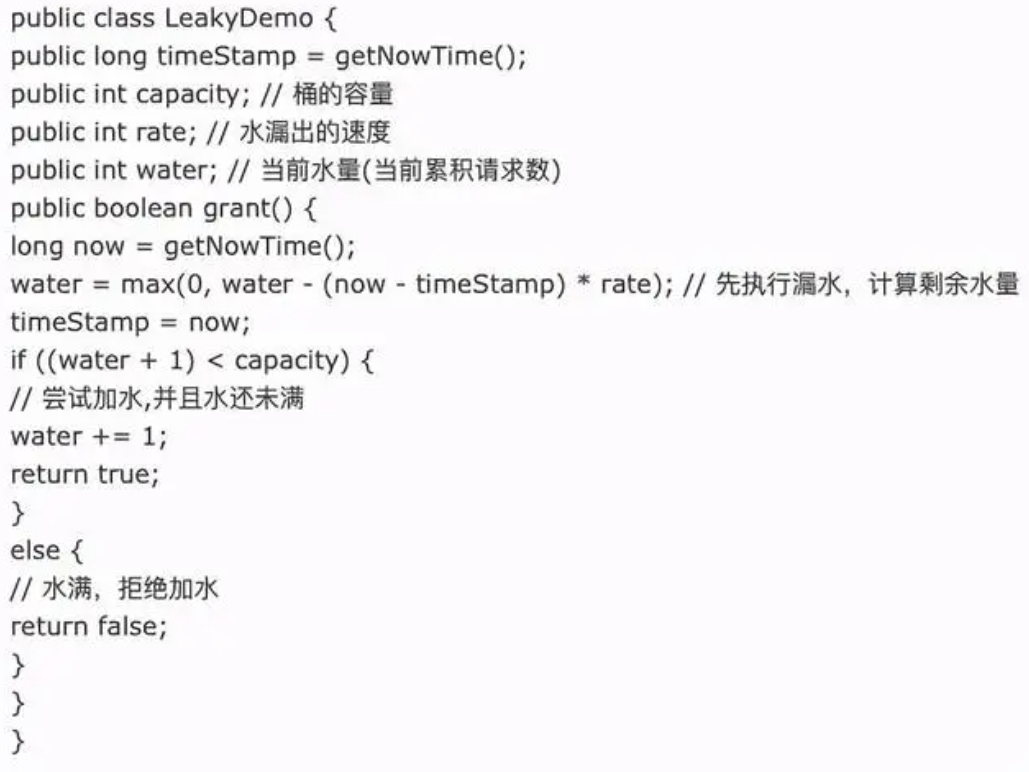 public class LeakyDemo {
public long timeStamp = getNowTime();
public int capacity; // 桶的容量
public int rate; // 水漏出的速度
public int water; // 当前水量(当前累积请求数)
public boolean grant() {
long now = getNowTime();
water = max(0, water - (now - timeStamp) * rate); // 先执行漏水，计算剩余水量
timeStamp = now;
if ((water + 1) < capacity) {
// 尝试加水,并且水还未满
water += 1;
return true;
}
else {
// 水满，拒绝加水
return false;
}
}
}